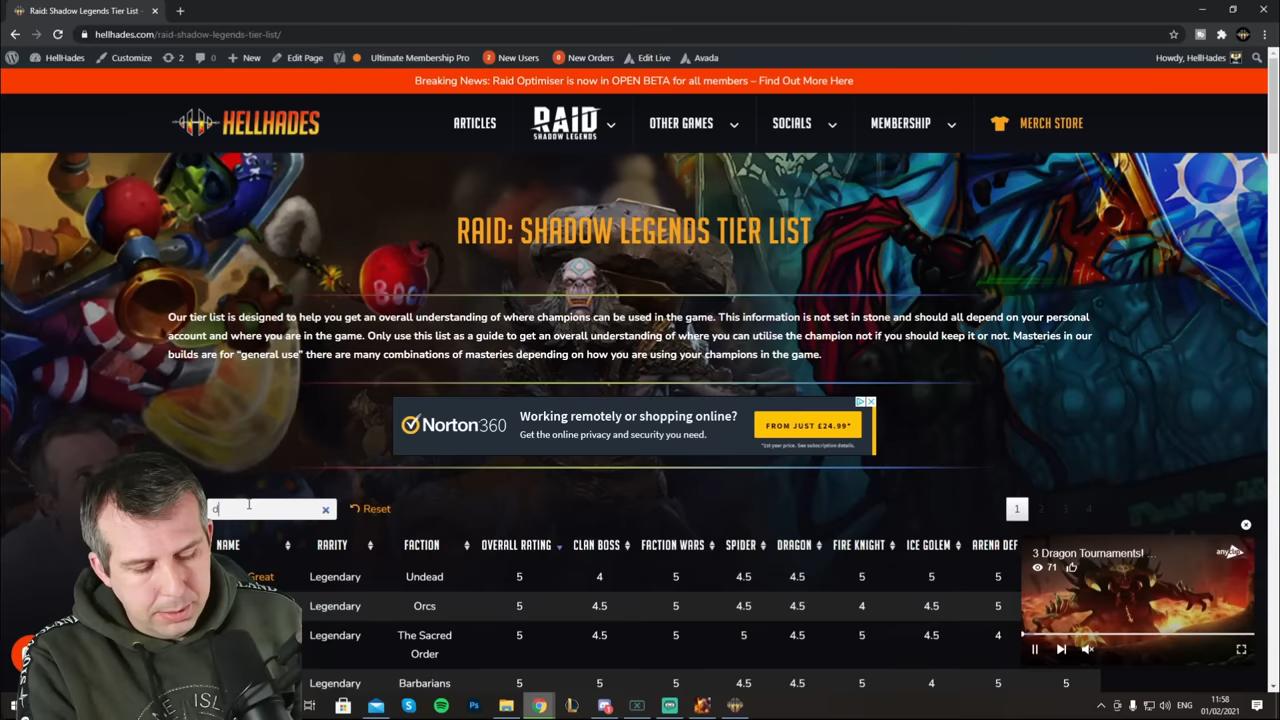 Raid: Shadow Legends Tier List -
hellhades.com/raid-shadow-legends-tier-list/
HellHades Customize 2 0 New Edit Page Ultimate Membership Pro 2 New Users 0 New Orders Edit Live Avada Howdy, HellHades
Breaking News: Raid Optimiser is now in OPEN BETA for all members – Find Out More Here
HELLHADES ARTICLES RAID SHADOW LEGENDS OTHER GAMES SOCIALS MEMBERSHIP MERCH STORE
RAID: SHADOW LEGENDS TIER LIST
Our tier list is designed to help you get an overall understanding of where champions can be used in the game. This information is not set in stone and should all depend on your personal
account and where you are in the game. Only use this list as a guide to get an overall understanding of where you can utilise the champion not if you should keep it or not. Masteries in our
builds are for "general use" there are many combinations of masteries depending on how you are using your champions in the game.
Norton360
Working remotely or shopping online?
Get the online privacy and security you need.
FROM JUST £24.99*
*1st year price. See subscription details.
d Reset 1 2 3 4
NAME RARITY FACTION OVERALL RATING CLAN BOSS FACTION WARS SPIDER DRAGON FIRE KNIGHT ICE GOLEM ARENA DEF
Great Legendary Undead 5 4 5 4.5 4.5 5 5 5
Legendary Orcs 5 4.5 5 4.5 4.5 4 4.5 5
Legendary The Sacred Order 5 4.5 5 5 4.5 5 4.5 4
Legendary Barbarians 5 5 5 4.5 4.5 5 4 5
3 Dragon Tournaments! ...
71
ENG
11:58
01/02/2021